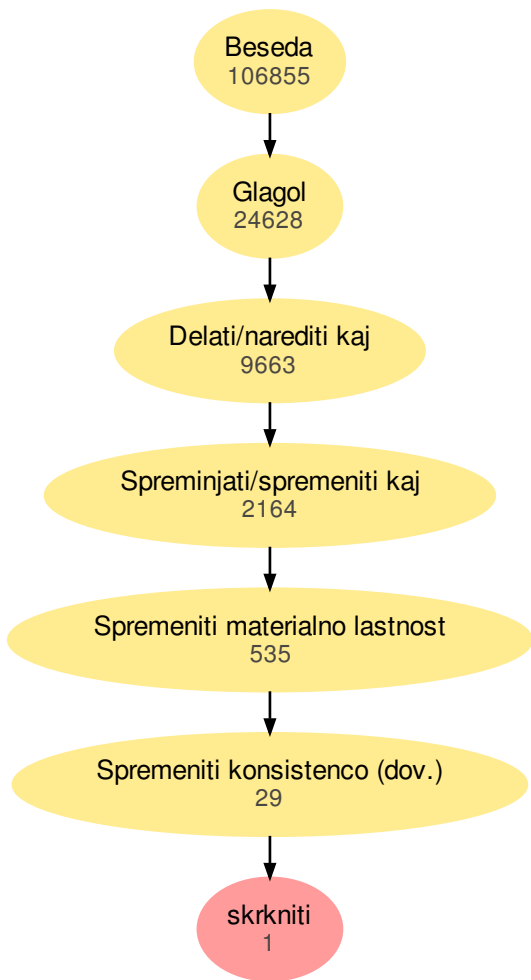 Beseda
106855
Glagol
24628
Delati/narediti kaj
9663
Spreminjati/spremeniti kaj
2164
Spremeniti materialno lastnost
535
Spremeniti konsistenco (dov.)
29
skrkniti
1